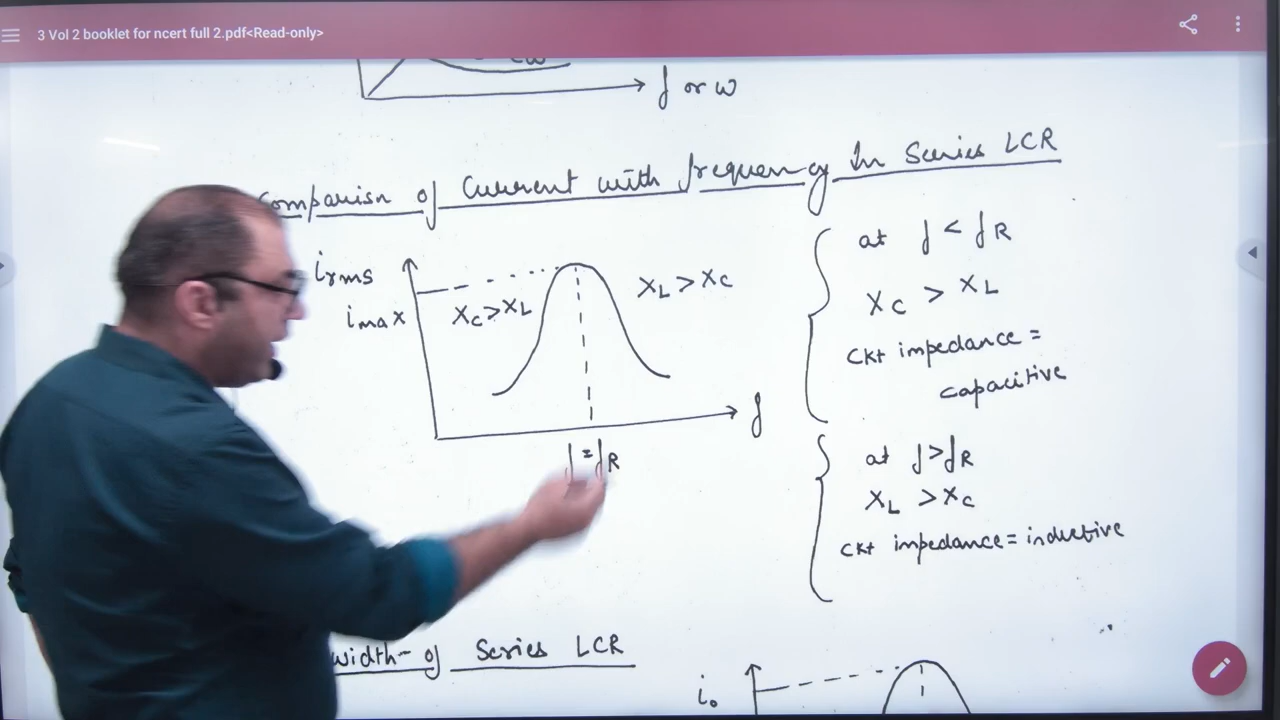 3 Vol 2 booklet for ncert full 2.pdf<Read-only>
f or ω
Comparisn of Current with frequency In Series LCR
irms
imax
Xc>XL
XL>Xc
f
f=fR
at f < fR
Xc > XL
Ckt impedance =
capacitive
at f>fR
XL >Xc
Ckt impedance = inductive
width of Series LCR
i₀